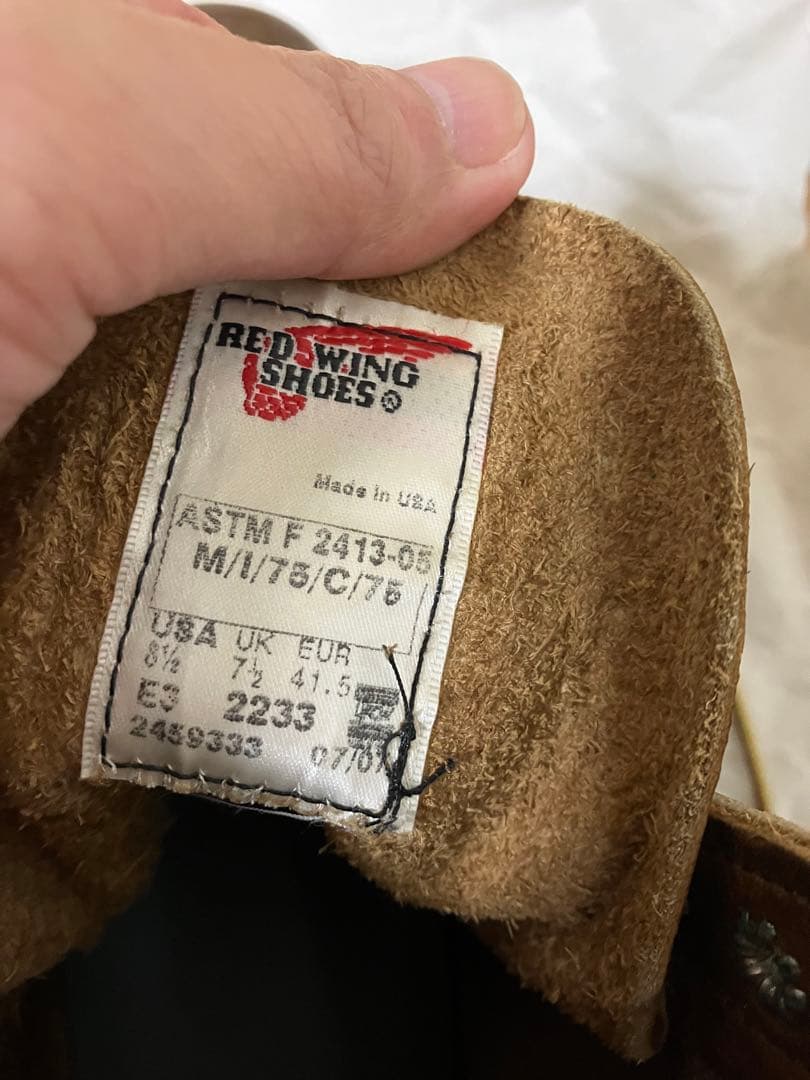 RED WING
SHOES®
Made in USA
ASTM F 2413-05
M/I/75/C/75
USA UK EUR
8½ 7½ 41.5
E3 2233
2459333 07/07